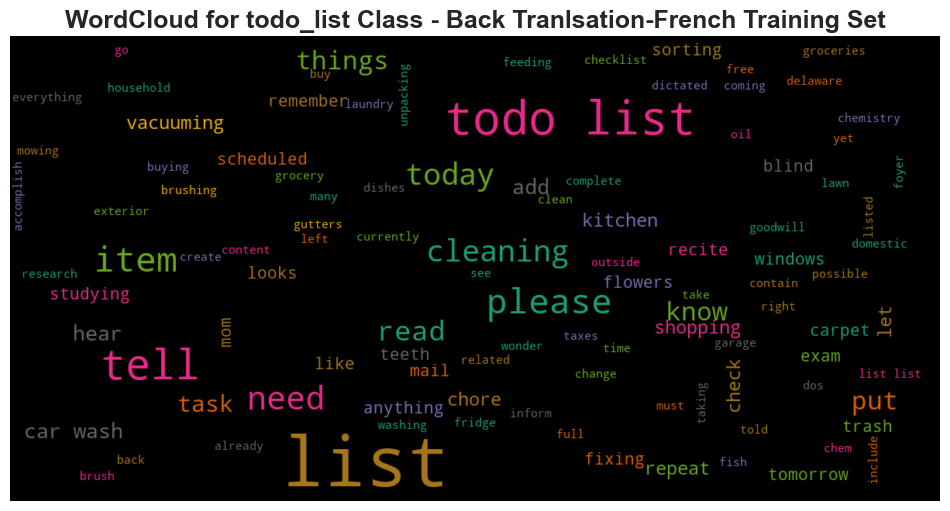 WordCloud for todo_list Class - Back Tranlsation-French Training Set
go things sorting groceries
buy feeding checklist free
household unpacking dictated coming delaware
everything remember laundry
vacuuming todo list oil chemistry
mowing scheduled yet
buying grocery today blind foyer
accomplish brushing many dishes add complete lawn
exterior clean listed
gutters kitchen goodwill
left currently
item create content cleaning recite windows domestic
research looks see outside flowers contain possible
studying please take right
hear mom read know shopping let
teeth wonder taxes time garage carpet
tell like mail related exam
change check dos list list
task need anything chore must taking put
car wash washing fridge inform told trash
already full
back list fixing repeat chem include
brush fish tomorrow